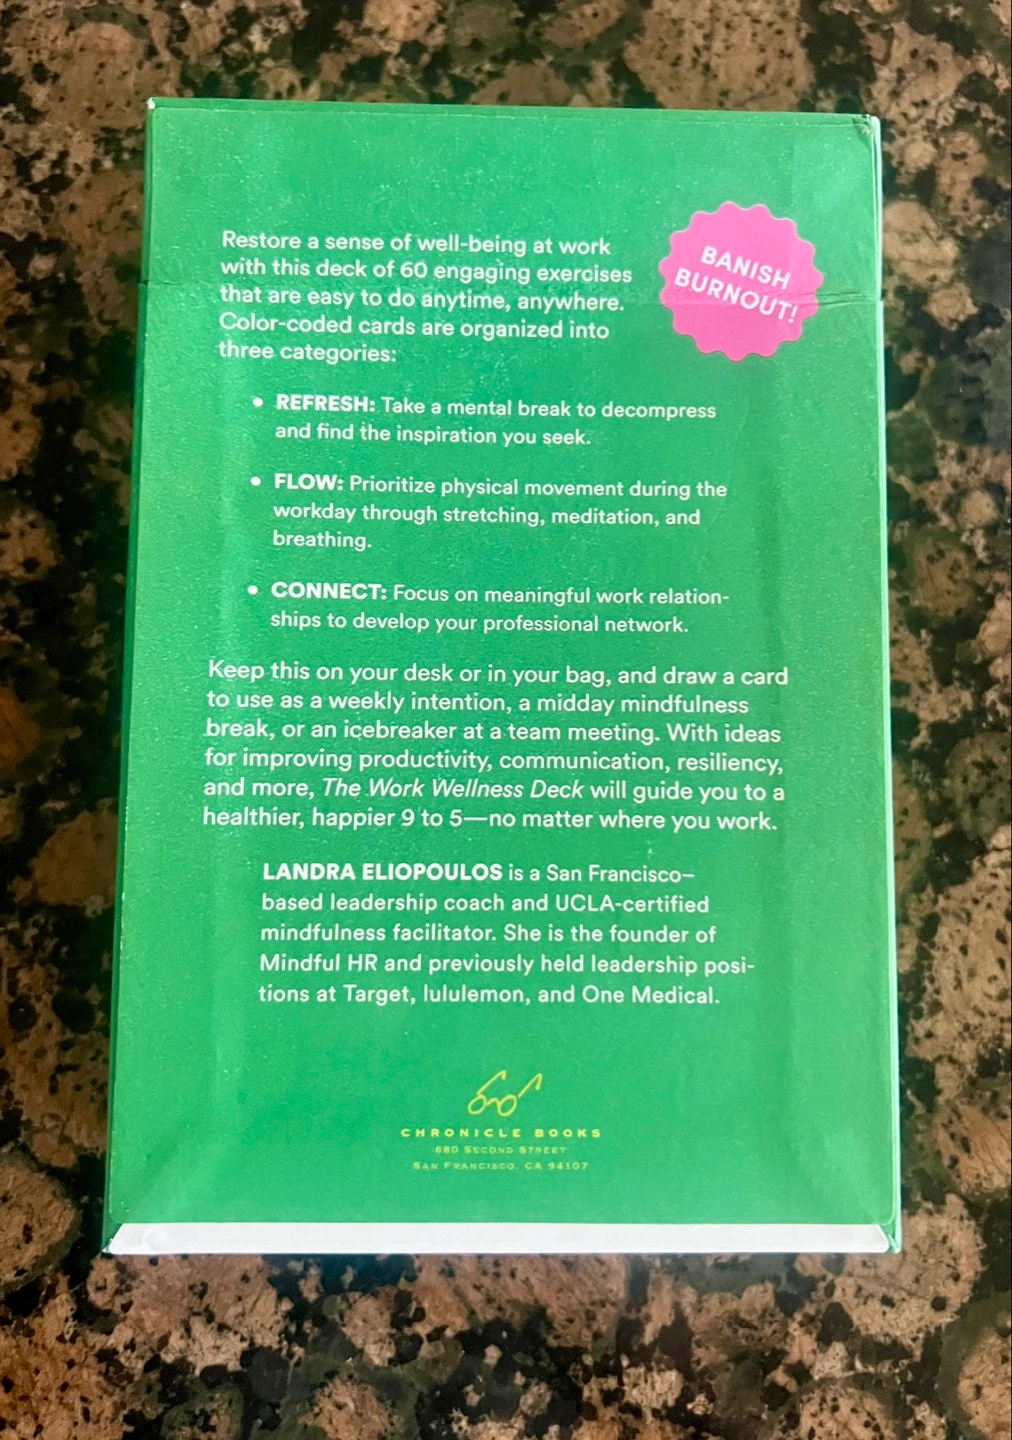 Restore a sense of well-being at work
with this deck of 60 engaging exercises
that are easy to do anytime, anywhere.
Color-coded cards are organized into
three categories:
BANISH
BURNOUT!
• REFRESH: Take a mental break to decompress
and find the inspiration you seek.
• FLOW: Prioritize physical movement during the
workday through stretching, meditation, and
breathing.
• CONNECT: Focus on meaningful work relation-
ships to develop your professional network.
Keep this on your desk or in your bag, and draw a card
to use as a weekly intention, a midday mindfulness
break, or an icebreaker at a team meeting. With ideas
for improving productivity, communication, resiliency,
and more, The Work Wellness Deck will guide you to a
healthier, happier 9 to 5—no matter where you work.
LANDRA ELIOPOULOS is a San Francisco–
based leadership coach and UCLA-certified
mindfulness facilitator. She is the founder of
Mindful HR and previously held leadership posi-
tions at Target, lululemon, and One Medical.
CHRONICLE BOOKS
680 SECOND STREET
SAN FRANCISCO, CA 94107